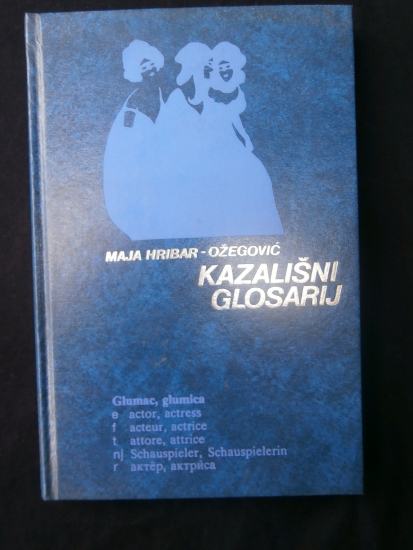 MAJA HRIBAR - OŽEGOVIĆ
KAZALIŠNI
GLOSARIJ
Glumac, glumica
e actor, actress
f acteur, actrice
t attore, attrice
nj Schauspieler, Schauspielerin
r актёр, актриса